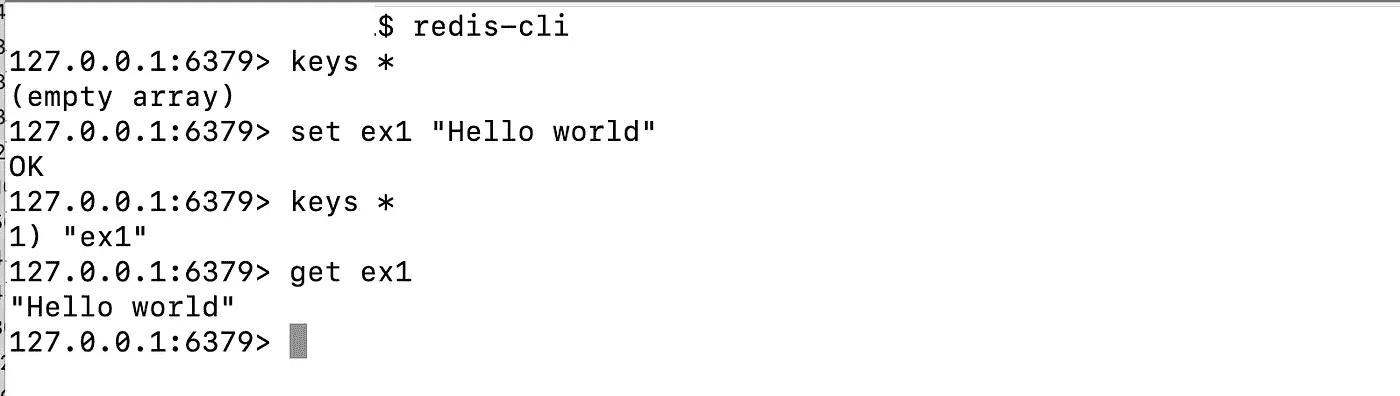 $ redis-cli
127.0.0.1:6379> keys *
(empty array)
127.0.0.1:6379> set ex1 "Hello world"
OK
127.0.0.1:6379> keys *
1) "ex1"
127.0.0.1:6379> get ex1
"Hello world"
127.0.0.1:6379>